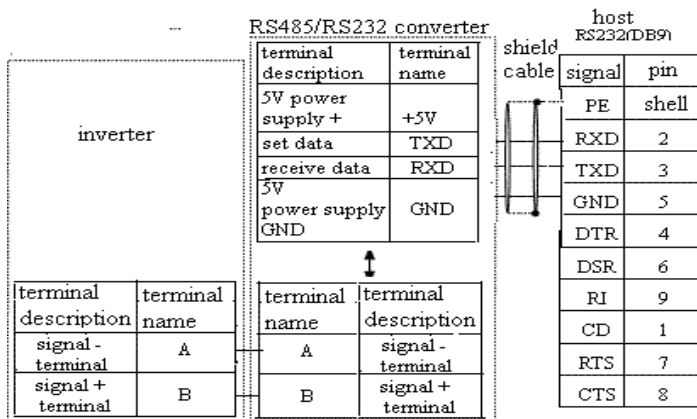 RS485/RS232 converter
host
RS232(DB9)
shield
cable
inverter
terminal description
terminal name
5V power supply +
+5V
set data
TXD
receive data
RXD
5V power supply GND
GND
signal
pin
PE
shell
RXD
2
TXD
3
GND
5
DTR
4
DSR
6
RI
9
CD
1
RTS
7
CTS
8
terminal description
terminal name
signal - terminal
A
signal + terminal
B
terminal name
terminal description
A
signal - terminal
B
signal + terminal